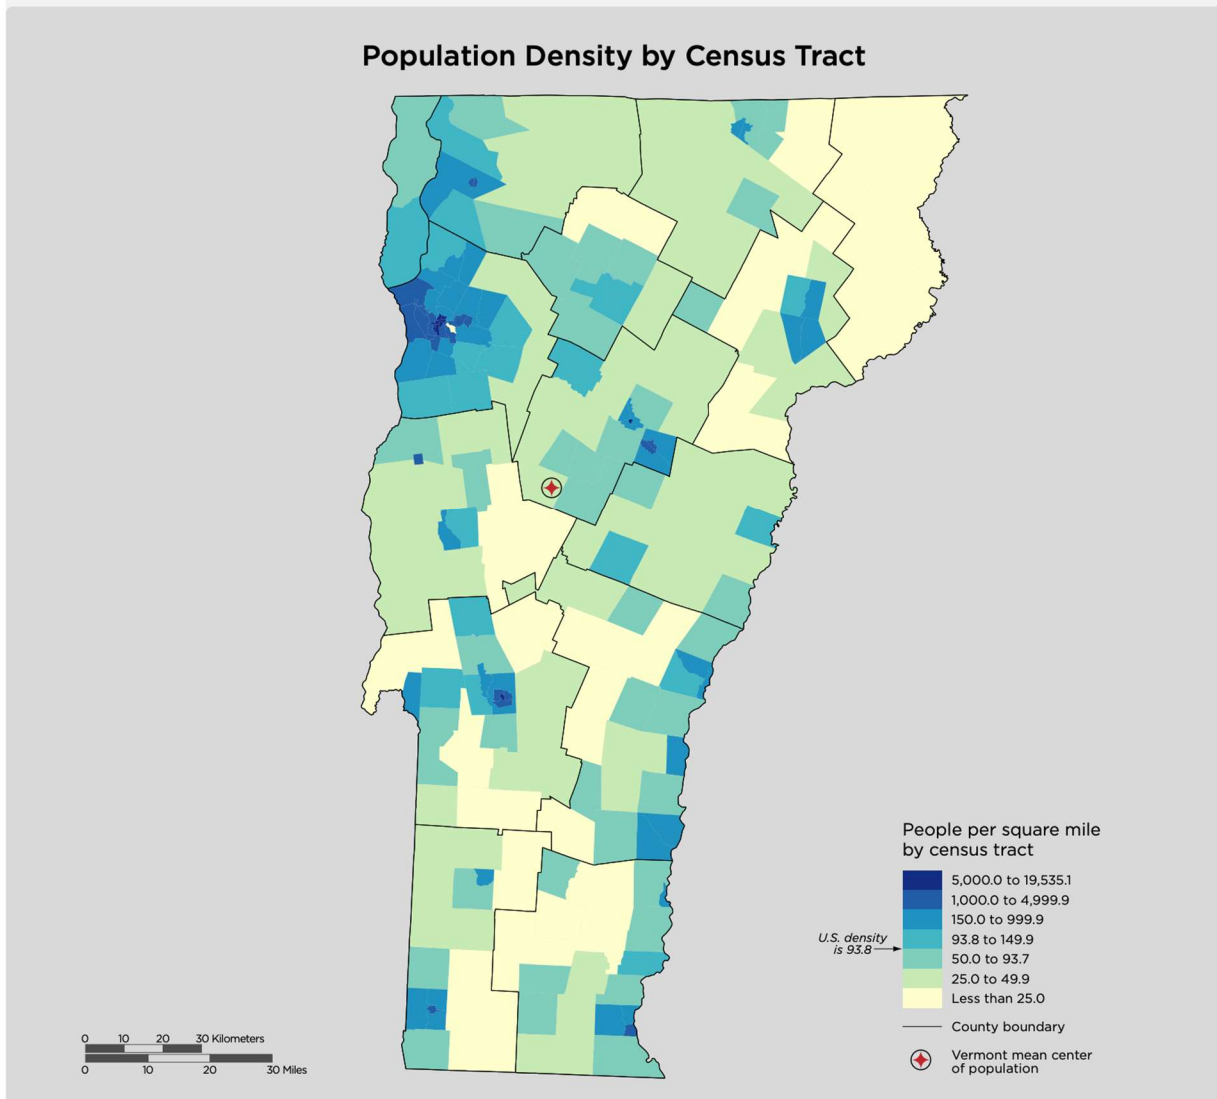 Population Density by Census Tract
People per square mile
by census tract
5,000.0 to 19,535.1
1,000.0 to 4,999.9
150.0 to 999.9
93.8 to 149.9
50.0 to 93.7
25.0 to 49.9
Less than 25.0
U.S. density
is 93.8
County boundary
Vermont mean center
of population
0 10 20 30 Kilometers
0 10 20 30 Miles